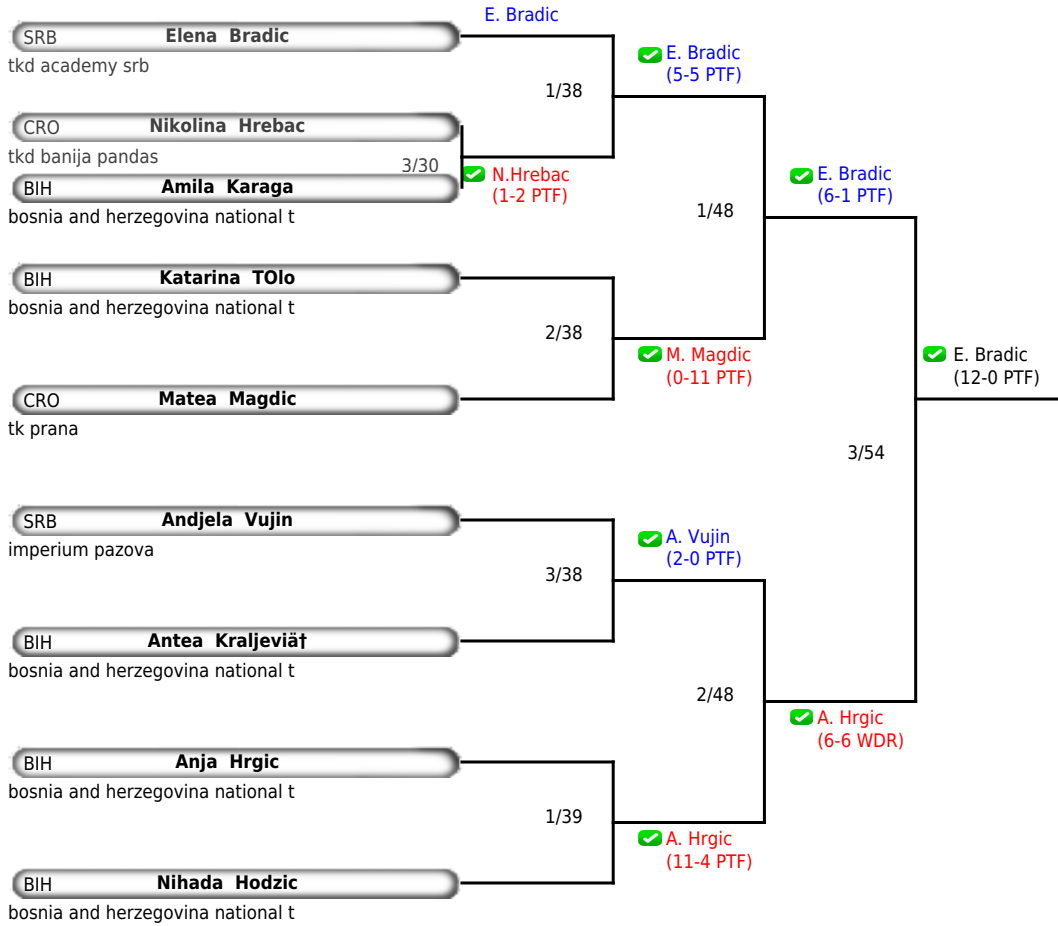 E. Bradic
SRB Elena Bradic
tkd academy srb
E. Bradic
(5-5 PTF)
1/38
CRO Nikolina Hrebac
tkd banija pandas
3/30
N.Hrebac
(1-2 PTF)
BIH Amila Karaga
bosnia and herzegovina national t
E. Bradic
(6-1 PTF)
1/48
BIH Katarina TOlo
bosnia and herzegovina national t
2/38
M. Magdic
(0-11 PTF)
E. Bradic
(12-0 PTF)
CRO Matea Magdic
tk prana
3/54
SRB Andjela Vujin
imperium pazova
A. Vujin
(2-0 PTF)
3/38
BIH Antea Kraljeviä†
bosnia and herzegovina national t
2/48
A. Hrgic
(6-6 WDR)
BIH Anja Hrgic
bosnia and herzegovina national t
1/39
A. Hrgic
(11-4 PTF)
BIH Nihada Hodzic
bosnia and herzegovina national t